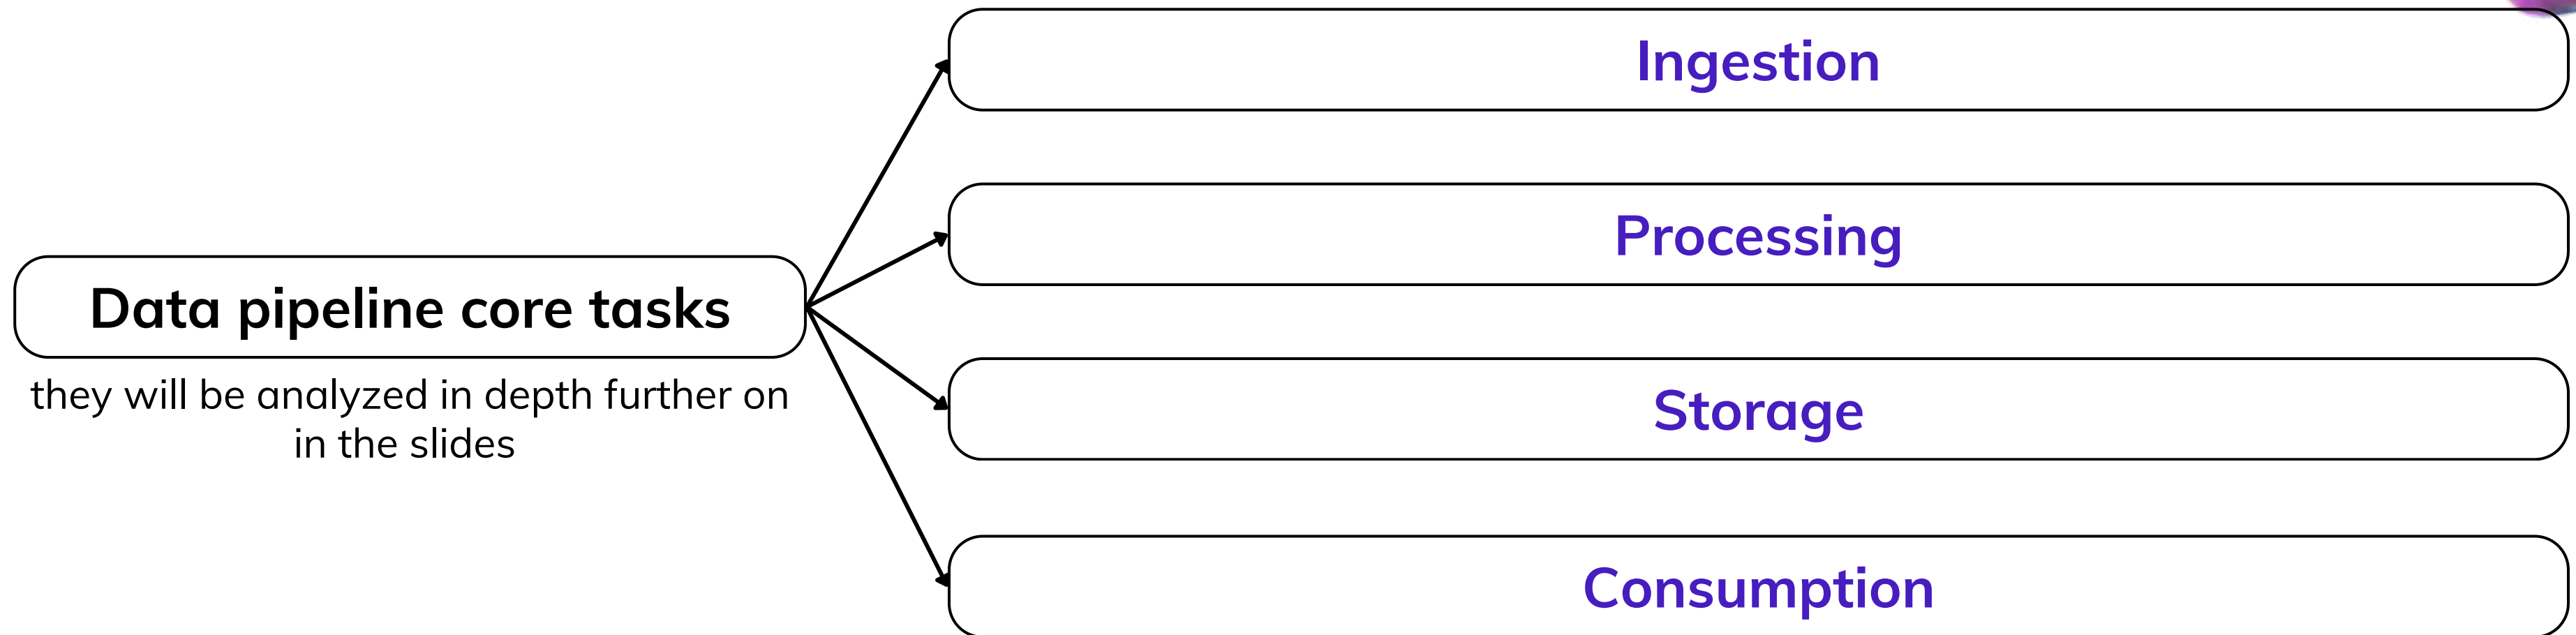 Data pipeline core tasks
they will be analyzed in depth further on
in the slides
Ingestion
Processing
Storage
Consumption